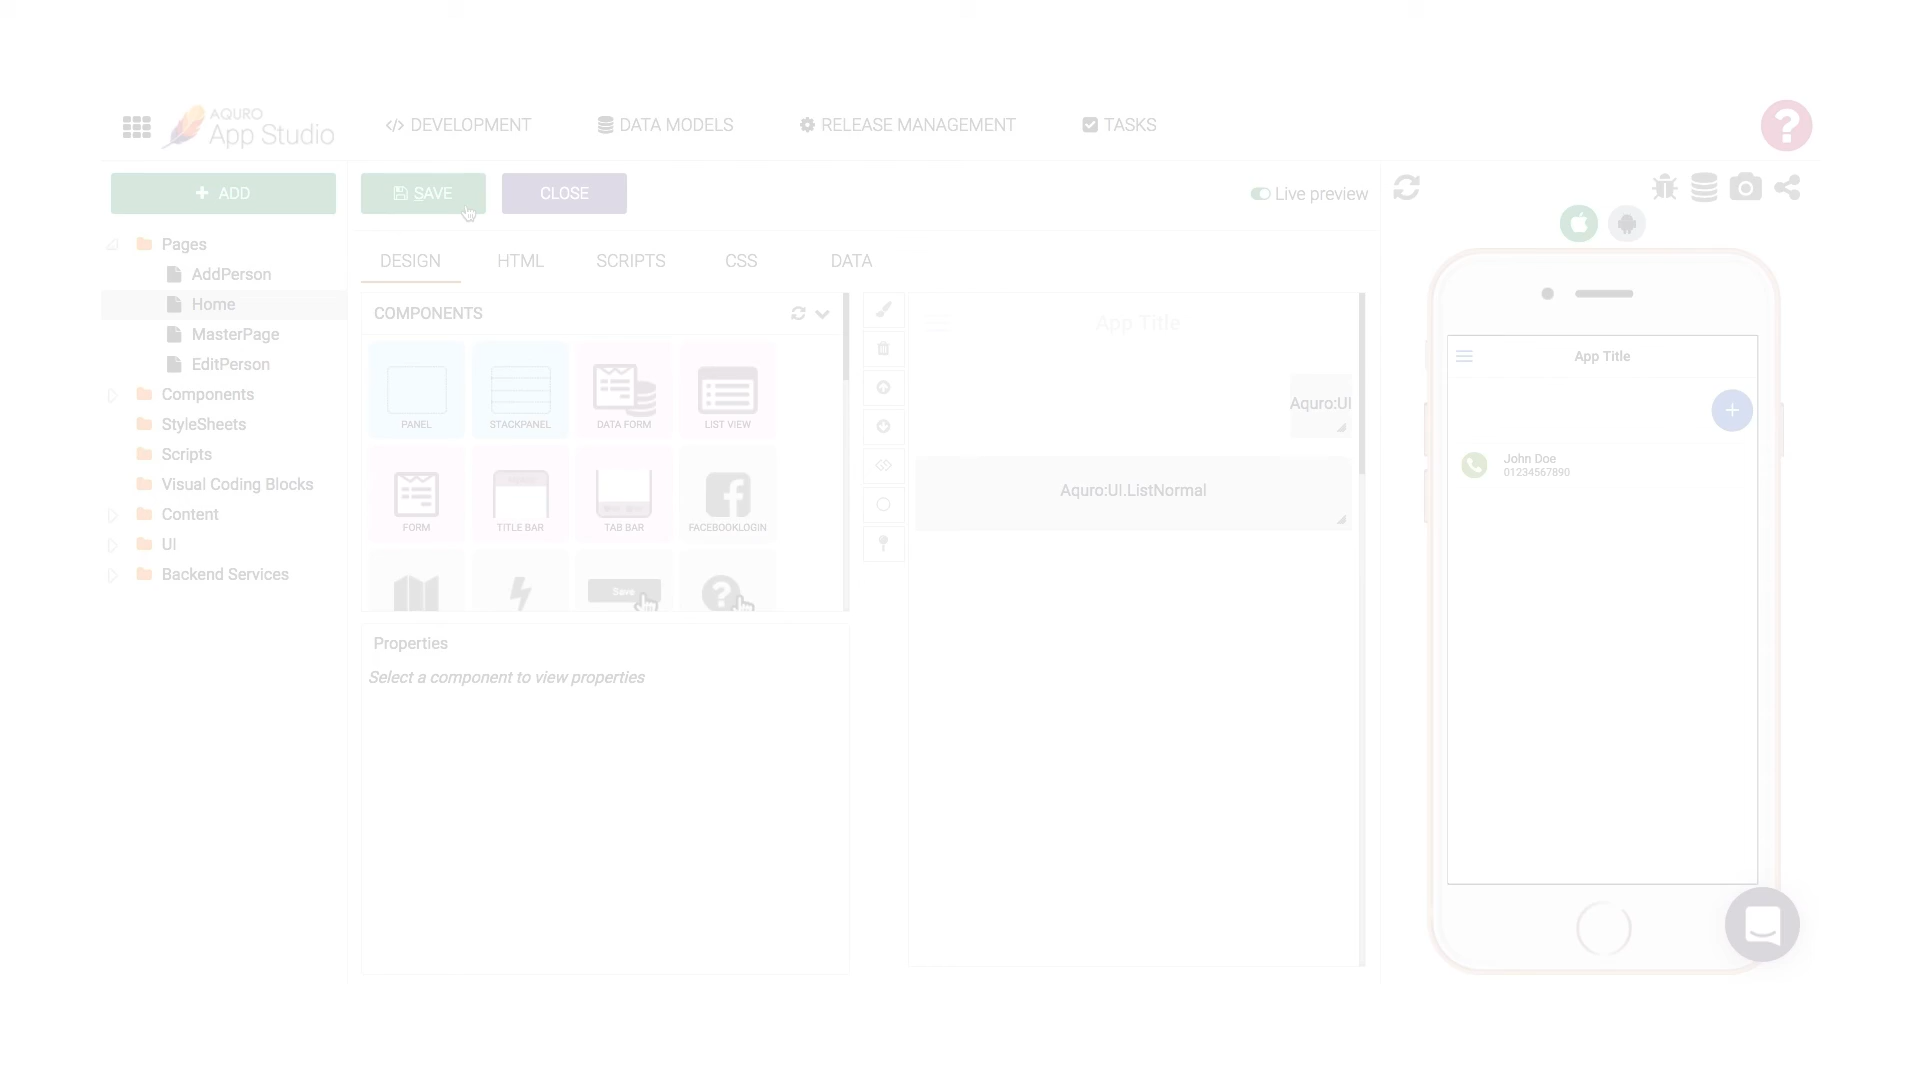 AQURO
App Studio
DEVELOPMENT
DATA MODELS
RELEASE MANAGEMENT
TASKS
?
+ ADD
SAVE
CLOSE
Live preview
Pages
AddPerson
Home
MasterPage
EditPerson
Components
StyleSheets
Scripts
Visual Coding Blocks
Content
UI
Backend Services
DESIGN
HTML
SCRIPTS
CSS
DATA
COMPONENTS
PANEL
STACKPANEL
DATA FORM
LIST VIEW
FORM
TITLE BAR
TAB BAR
FACEBOOKLOGIN
Save
?
Properties
Select a component to view properties
App Title
Aquro:UI
Aquro:UI.ListNormal
App Title
+
John Doe
01234567890